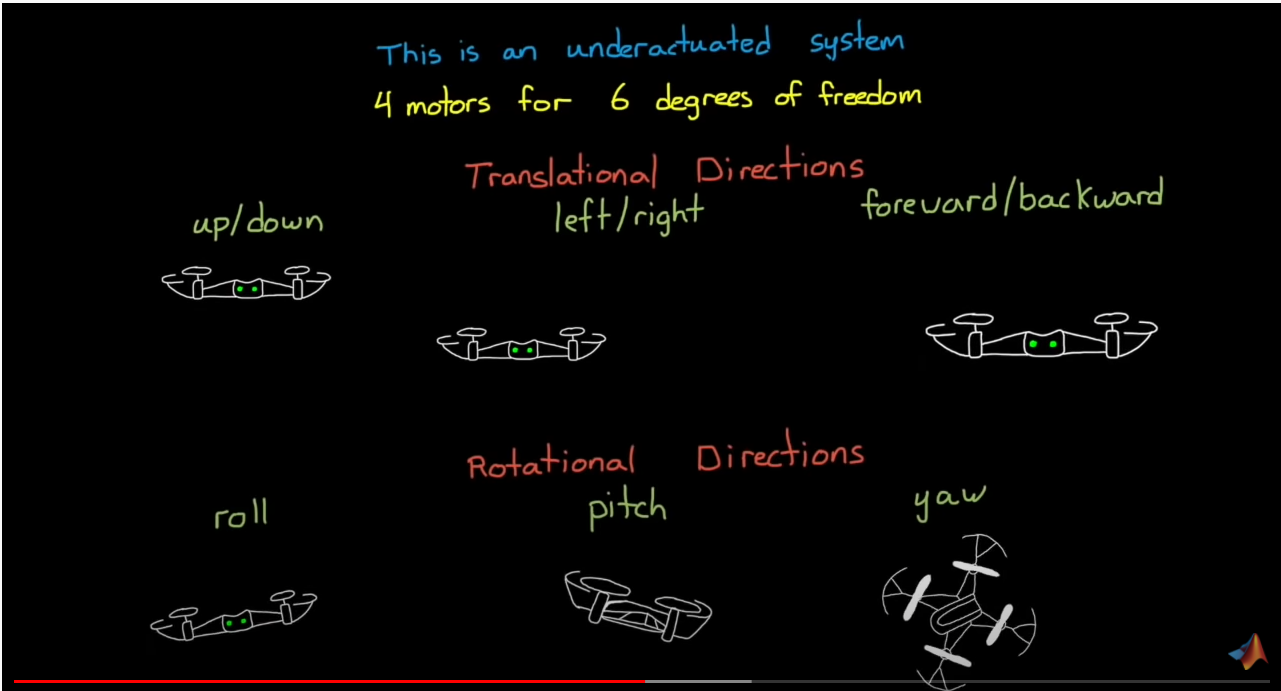 This is an underactuated system
4 motors for 6 degrees of freedom
Translational Directions
up/down
left/right
foreward/backward
Rotational Directions
roll
pitch
yaw